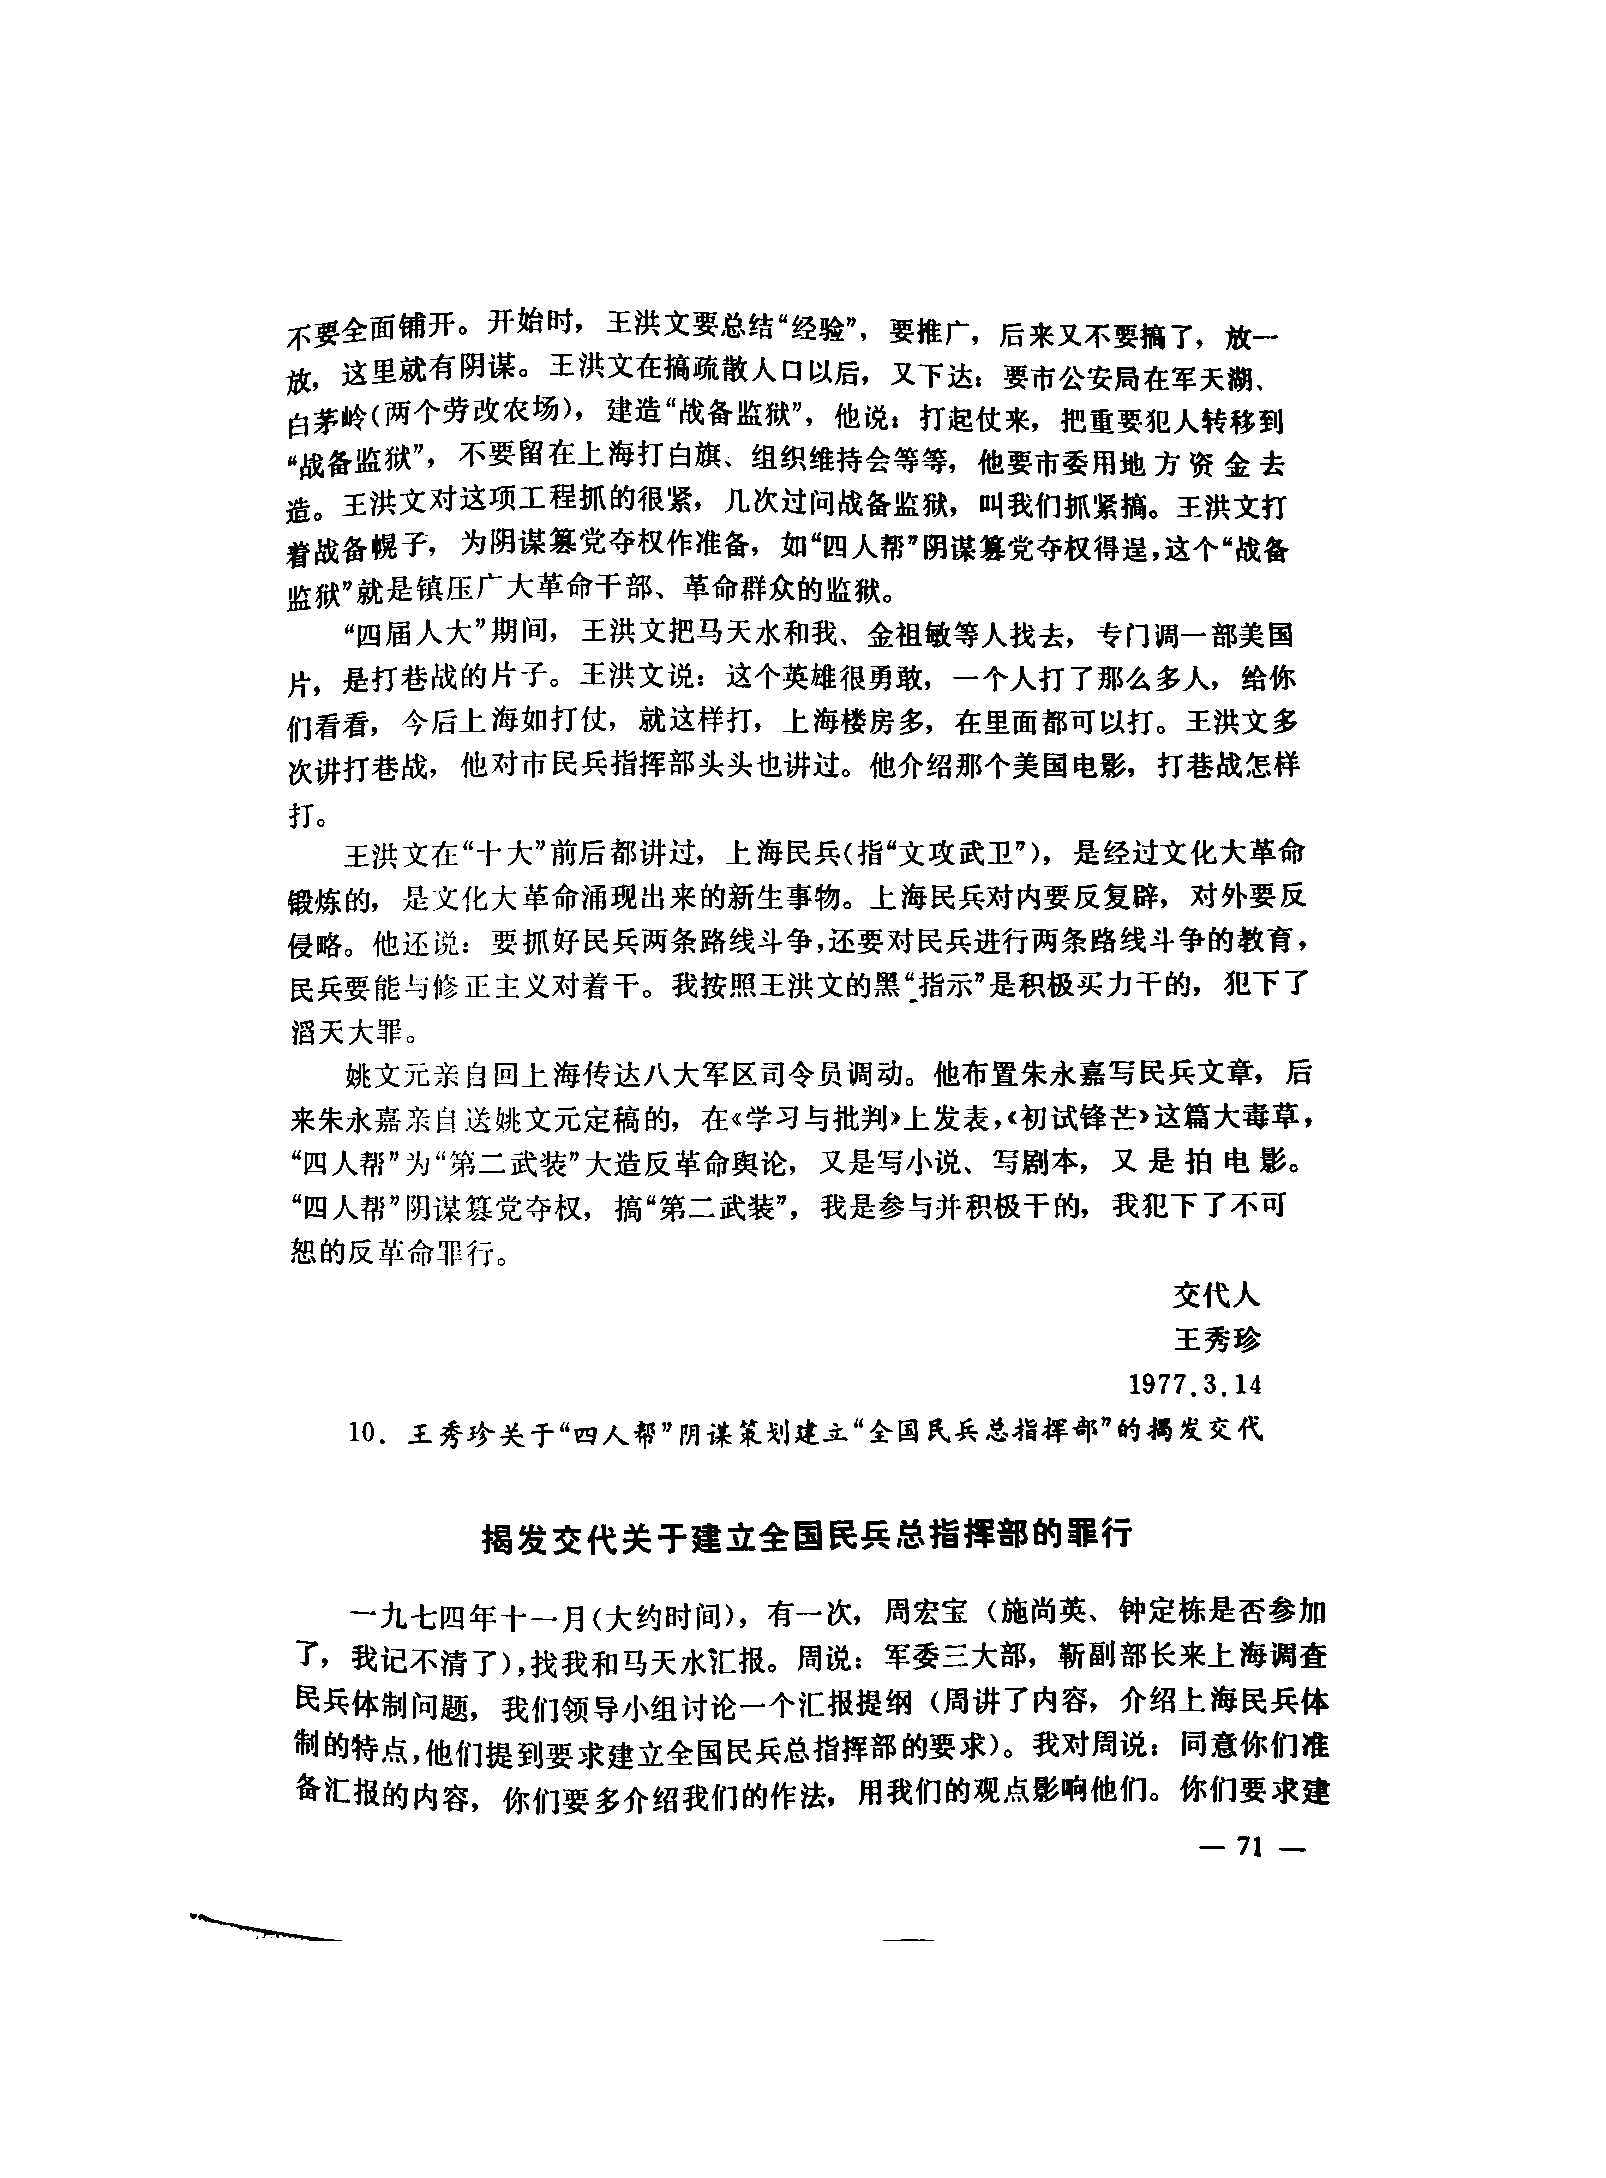 不要全面铺开。开始时，王洪文要总结“经验”，要推广，后来又不要搞了，放一
放，这里就有阴谋。王洪文在搞疏散人口以后，又下达：要市公安局在军天湖、
白茅岭(两个劳改农场)，建造“战备监狱”，他说：打起仗来，把重要犯人转移到
“战备监狱”，不要留在上海打白旗、组织维持会等等，他要市委用地方资金去
造。王洪文对这项工程抓的很紧，几次过问战备监狱，叫我们抓紧搞。王洪文打
着战备幌子，为阴谋篡党夺权作准备，如“四人帮”阴谋篡党夺权得逞，这个“战备
监狱”就是镇压广大革命干部、革命群众的监狱。
“四届人大”期间，王洪文把马天水和我、金祖敏等人找去，专门调一部美国
片，是打巷战的片子。王洪文说：这个英雄很勇敢，一个人打了那么多人，给你
们看看，今后上海如打仗，就这样打，上海楼房多，在里面都可以打。王洪文多
次讲打巷战，他对市民兵指挥部头头也讲过。他介绍那个美国电影，打巷战怎样
打。
王洪文在“十大”前后都讲过，上海民兵(指“文攻武卫”)，是经过文化大革命
锻炼的，是文化大革命涌现出来的新生事物。上海民兵对内要反复辟，对外要反
侵略。他还说：要抓好民兵两条路线斗争，还要对民兵进行两条路线斗争的教育，
民兵要能与修正主义对着干。我按照王洪文的黑“指示”是积极买力干的，犯下了
滔天大罪。
姚文元亲自回上海传达八大军区司令员调动。他布置朱永嘉写民兵文章，后
来朱永嘉亲自送姚文元定稿的，在《学习与批判》上发表，《初试锋芒》这篇大毒草，
“四人帮”为“第二武装”大造反革命舆论，又是写小说、写剧本，又是拍电影。
“四人帮”阴谋篡党夺权，搞“第二武装”，我是参与并积极干的，我犯下了不可
恕的反革命罪行。
交代人
王秀珍
1977.3.14
10．王秀珍关于“四人帮”阴谋策划建立“全国民兵总指挥部”的揭发交代
揭发交代关于建立全国民兵总指挥部的罪行
一九七四年十一月(大约时间)，有一次，周宏宝（施尚英、钟定栋是否参加
了，我记不清了)，找我和马天水汇报。周说：军委三大部，靳副部长来上海调查
民兵体制问题，我们领导小组讨论一个汇报提纲（周讲了内容，介绍上海民兵体
制的特点，他们提到要求建立全国民兵总指挥部的要求)。我对周说：同意你们准
备汇报的内容，你们要多介绍我们的作法，用我们的观点影响他们。你们要求建
— 71 —